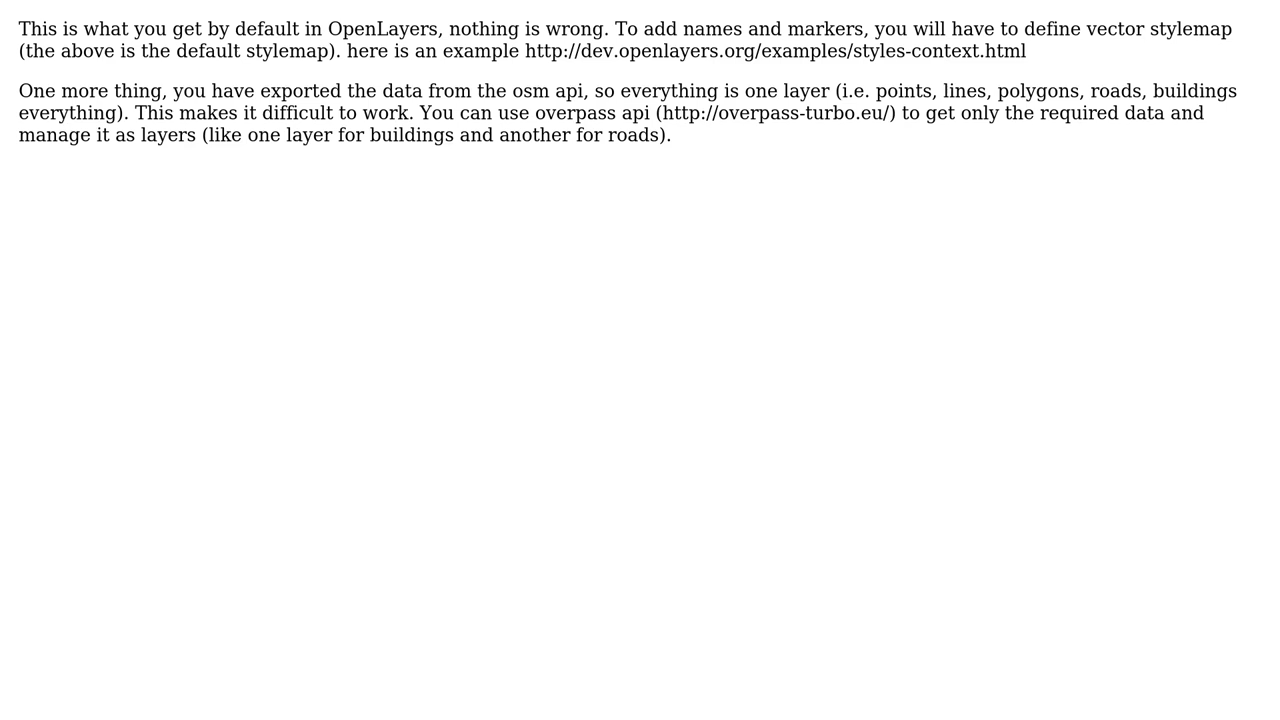 This is what you get by default in OpenLayers, nothing is wrong. To add names and markers, you will have to define vector stylemap
(the above is the default stylemap). here is an example http://dev.openlayers.org/examples/styles-context.html
One more thing, you have exported the data from the osm api, so everything is one layer (i.e. points, lines, polygons, roads, buildings
everything). This makes it difficult to work. You can use overpass api (http://overpass-turbo.eu/) to get only the required data and
manage it as layers (like one layer for buildings and another for roads).